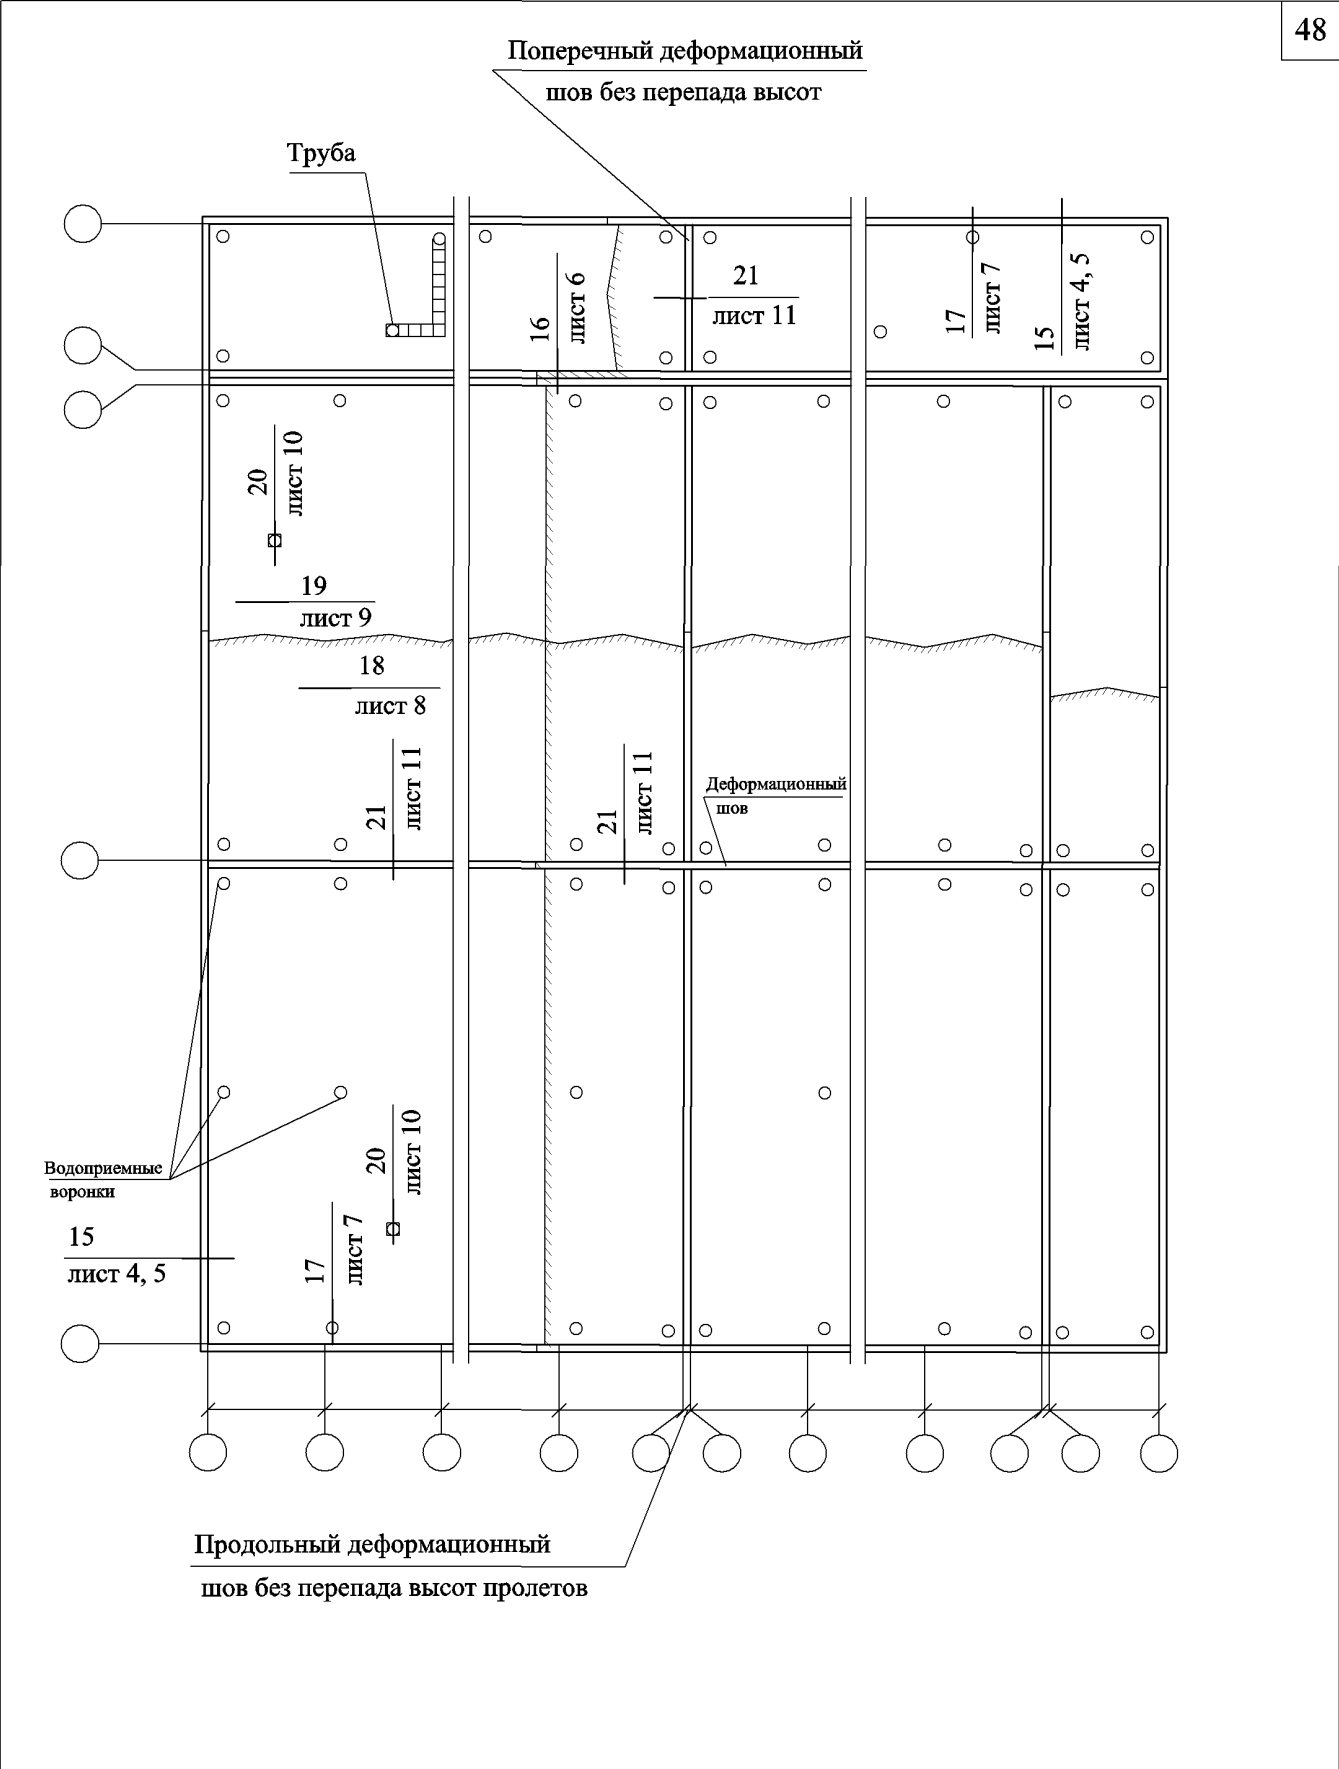 48
Поперечный деформационный
шов без перепада высот
Труба
16
лист 6
21
лист 11
17
лист 7
15
лист 4, 5
20
лист 10
19
лист 9
18
лист 8
21
лист 11
21
лист 11
Деформационный
шов
Водоприемные
воронки
20
лист 10
15
лист 4, 5
17
лист 7
Продольный деформационный
шов без перепада высот пролетов